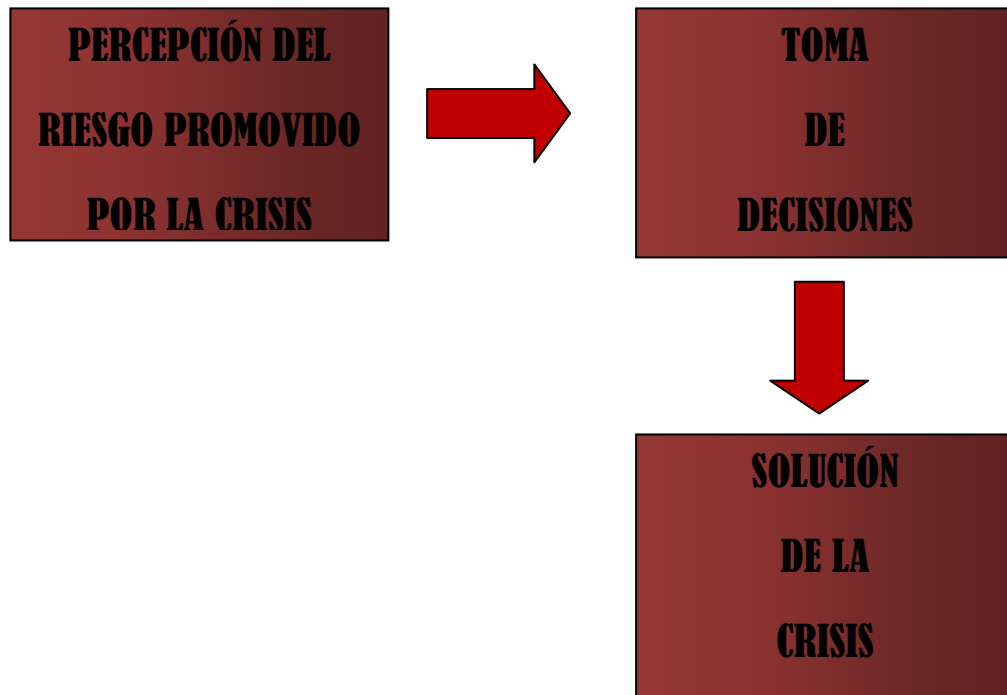 PERCEPCIÓN DEL
RIESGO PROMOVIDO
POR LA CRISIS
TOMA
DE
DECISIONES
SOLUCIÓN
DE LA
CRISIS